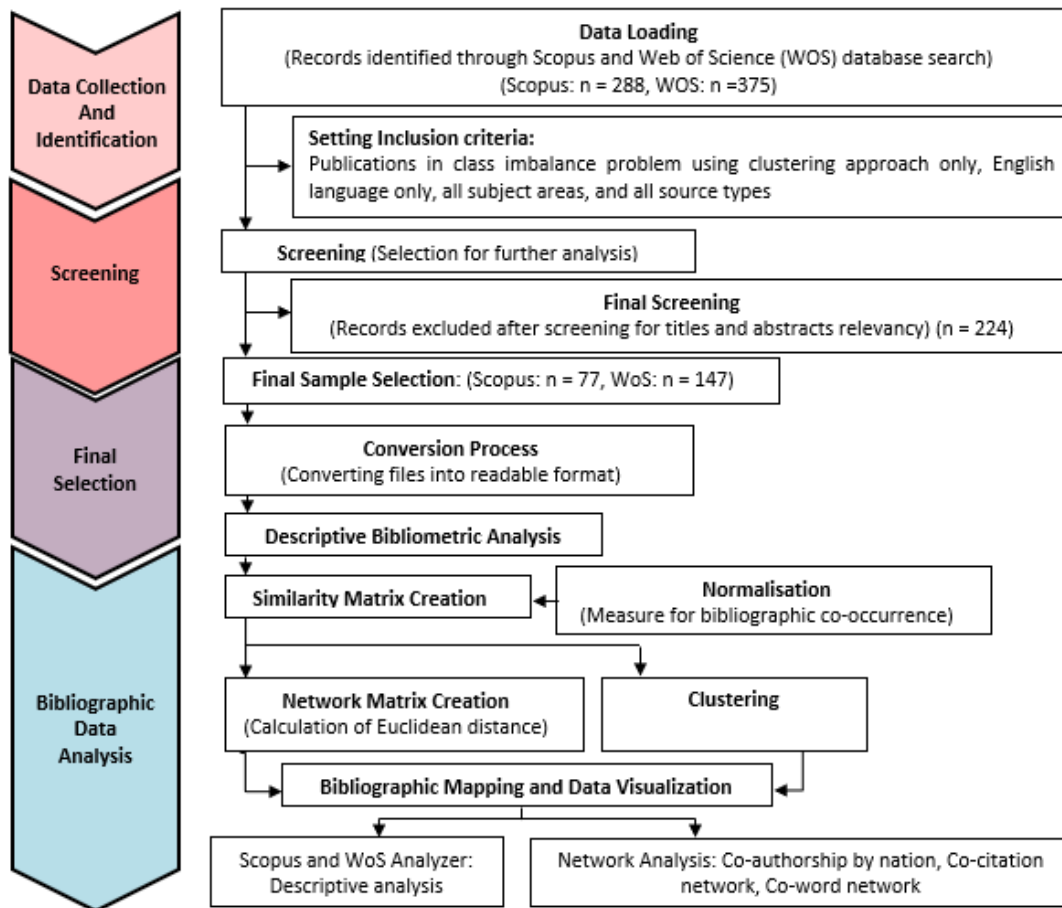 Data Collection
And
Identification
Data Loading
(Records identified through Scopus and Web of Science (WOS) database search)
(Scopus: n = 288, WOS: n =375)
Setting Inclusion criteria:
Publications in class imbalance problem using clustering approach only, English
language only, all subject areas, and all source types
Screening
Screening (Selection for further analysis)
Final Screening
(Records excluded after screening for titles and abstracts relevancy) (n = 224)
Final
Selection
Final Sample Selection: (Scopus: n = 77, WoS: n = 147)
Conversion Process
(Converting files into readable format)
Descriptive Bibliometric Analysis
Bibliographic
Data
Analysis
Similarity Matrix Creation
Normalisation
(Measure for bibliographic co-occurrence)
Network Matrix Creation
(Calculation of Euclidean distance)
Clustering
Bibliographic Mapping and Data Visualization
Scopus and WoS Analyzer:
Descriptive analysis
Network Analysis: Co-authorship by nation, Co-citation
network, Co-word network